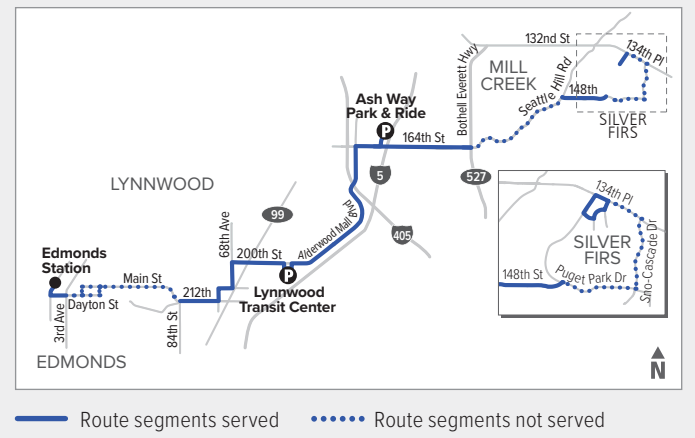 132nd St
134th Pl
Bothell Everett Hwy
MILL
CREEK
Seattle Hill Rd
148th
SILVER
FIRS
Ash Way
Park & Ride
P
164th St
5
527
LYNNWOOD
99
405
Alderwood Mall Blvd
68th Ave
200th St
P
Lynnwood
Transit Center
Edmonds
Station
Main St
212th
Dayton St
3rd Ave
84th St
EDMONDS
134th Pl
SILVER
FIRS
Sno-Cascade Dr
148th St
Puget Park Dr
N
Route segments served
Route segments not served